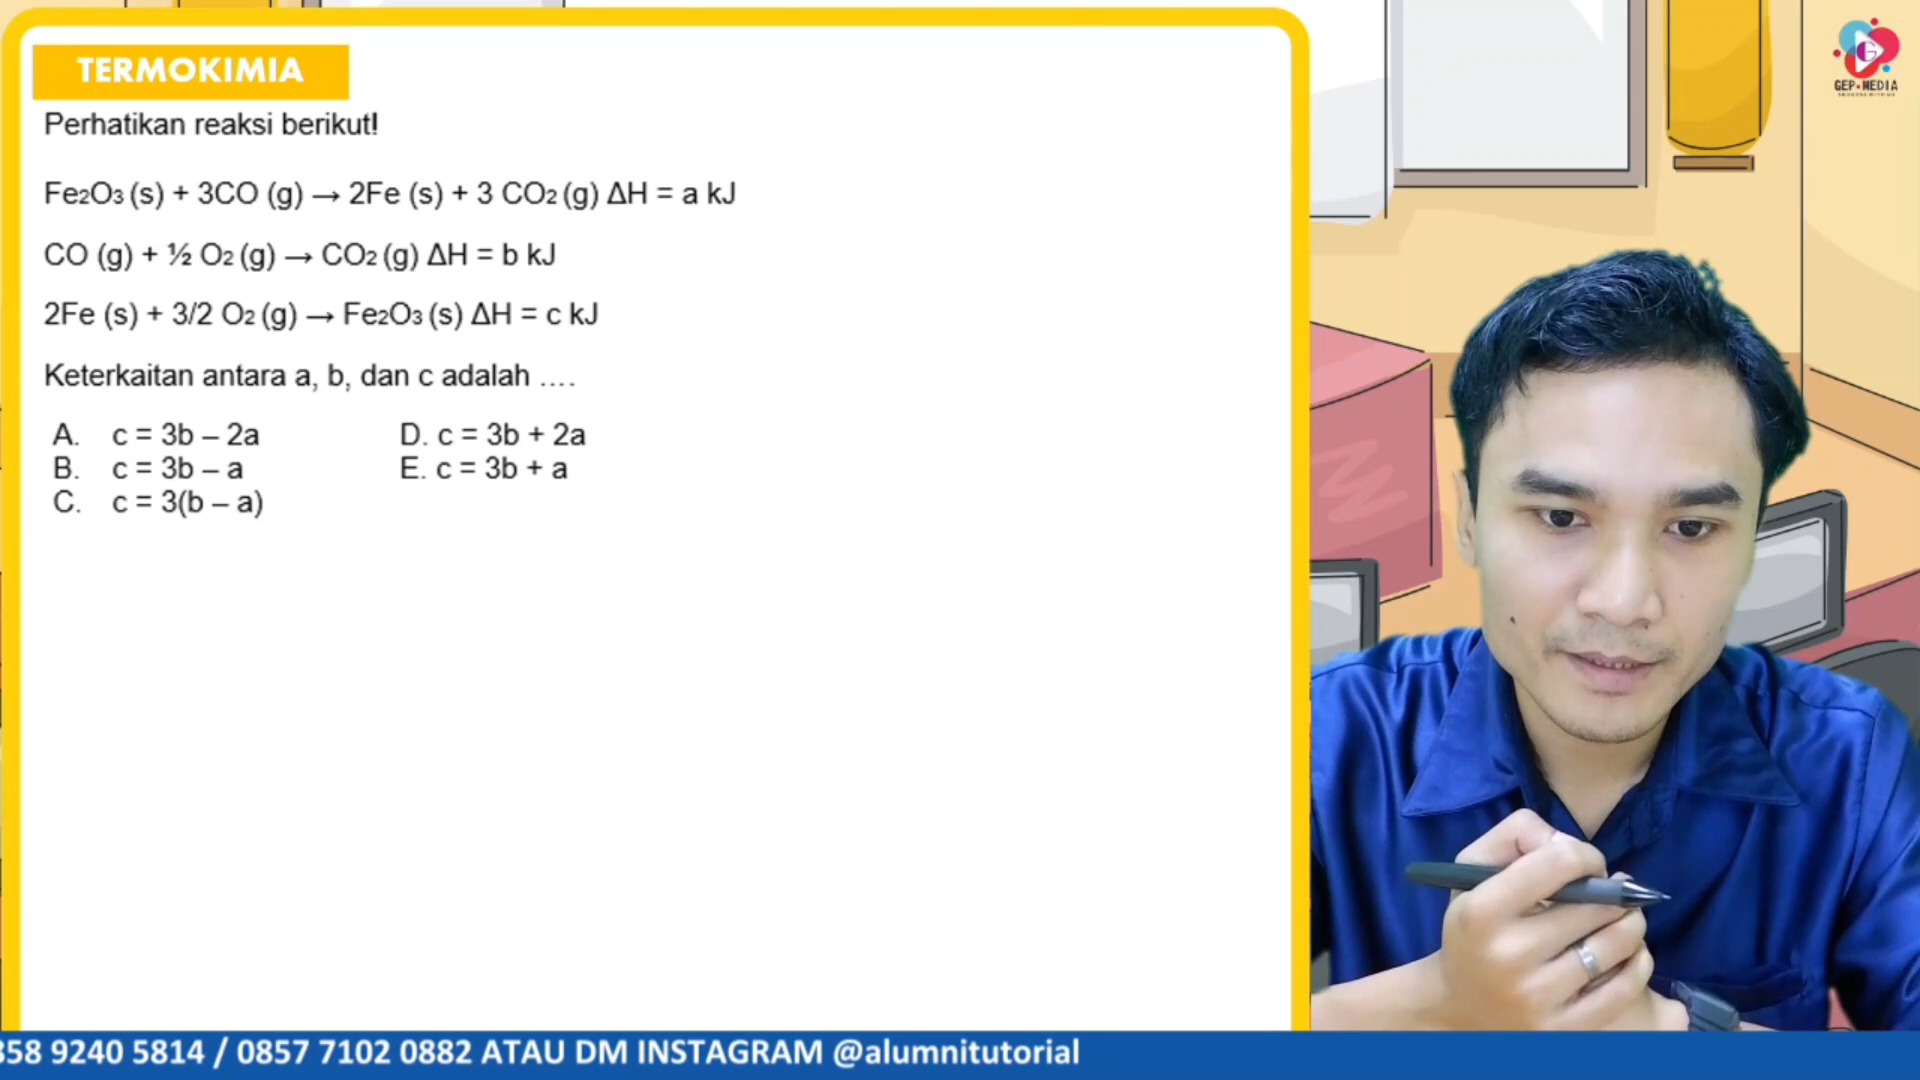 TERMOKIMIA
Perhatikan reaksi berikut!
Fe₂O₃ (s) + 3CO (g) → 2Fe (s) + 3 CO₂ (g) ΔH = a kJ
CO (g) + ½ O₂ (g) → CO₂ (g) ΔH = b kJ
2Fe (s) + 3/2 O₂ (g) → Fe₂O₃ (s) ΔH = c kJ
Keterkaitan antara a, b, dan c adalah ....
A. c = 3b – 2a
B. c = 3b – a
C. c = 3(b – a)
D. c = 3b + 2a
E. c = 3b + a
GEP MEDIA
858 9240 5814 / 0857 7102 0882 ATAU DM INSTAGRAM @alumnitutorial